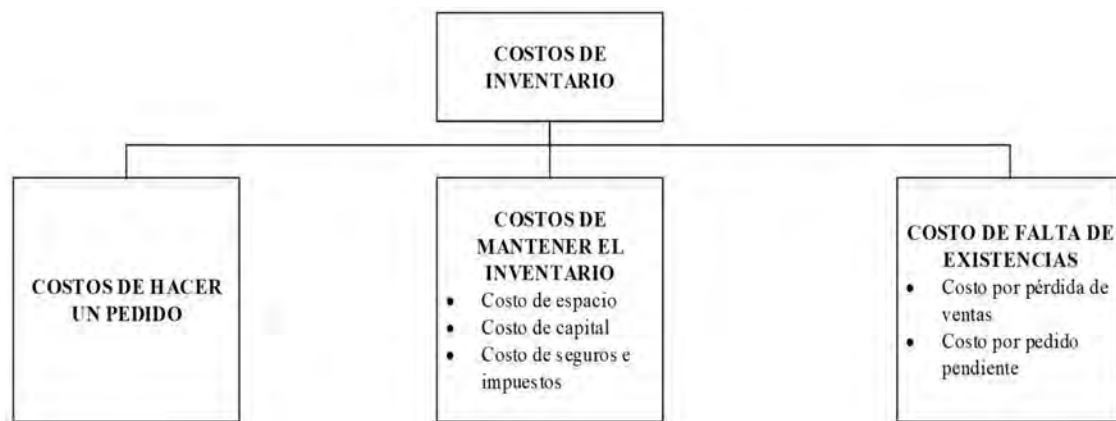 COSTOS DE
INVENTARIO
COSTOS DE HACER
UN PEDIDO
COSTOS DE
MANTENER EL
INVENTARIO
• Costo de espacio
• Costo de capital
• Costo de seguros e
impuestos
COSTO DE FALTA DE
EXISTENCIAS
• Costo por pérdida de
ventas
• Costo por pedido
pendiente